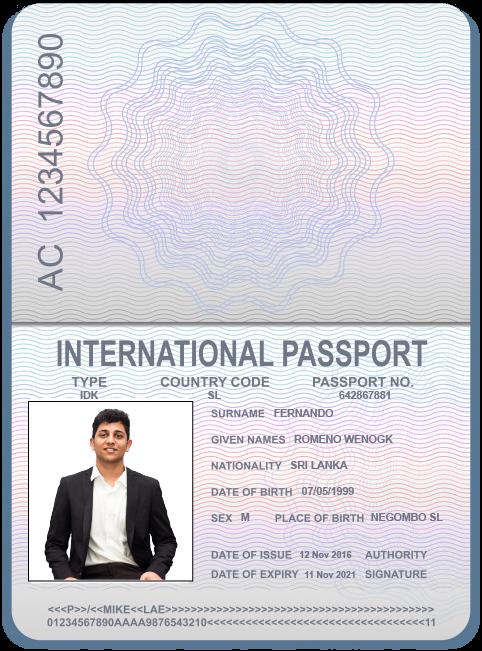 AC 1234567890
INTERNATIONAL PASSPORT
TYPE COUNTRY CODE PASSPORT NO.
IDK SL 642867881
SURNAME FERNANDO
GIVEN NAMES ROMENO WENOGK
NATIONALITY SRI LANKA
DATE OF BIRTH 07/05/1999
SEX M PLACE OF BIRTH NEGOMBO SL
DATE OF ISSUE 12 Nov 2016 AUTHORITY
DATE OF EXPIRY 11 Nov 2021 SIGNATURE
<<<P>>/<<MIKE<<LAE>>>>>>>>>>>>>>>>>>>>>>>>>>>>>>>>>>>>>>>>>
01234567890AAAA9876543210<<<<<<<<<<<<<<<<<<<<<<<<<<<<<<<<<<11